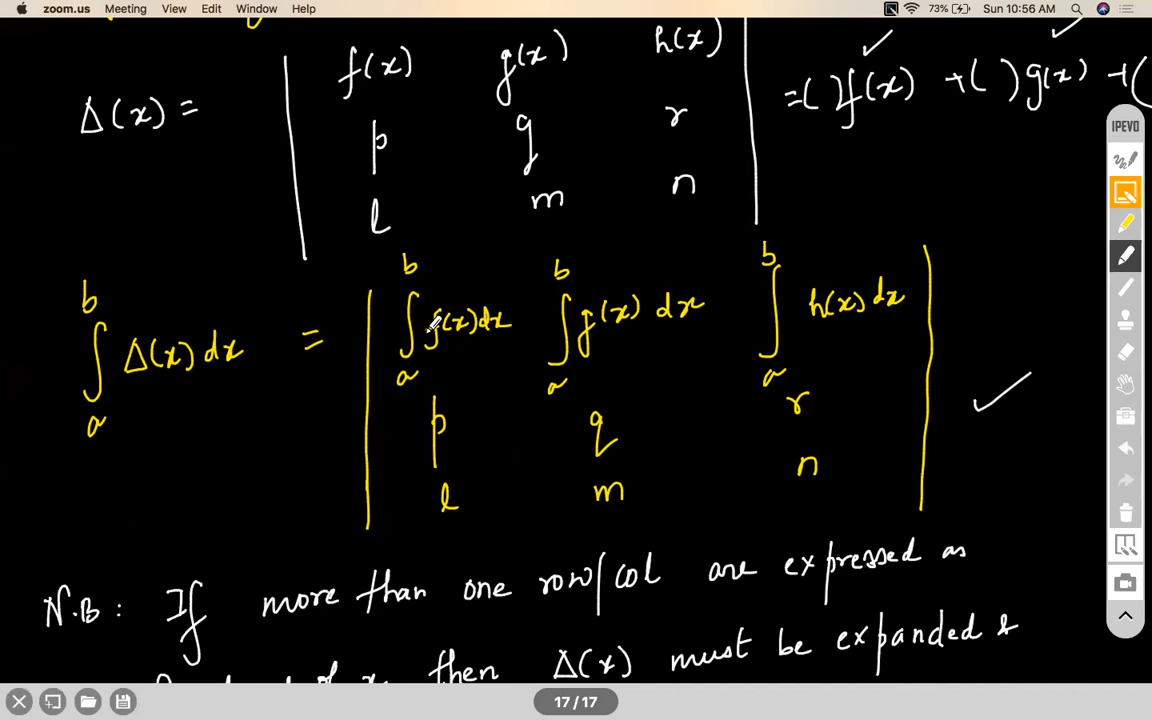 zoom.us Meeting View Edit Window Help 73% Sun 10:56 AM
Δ(x) = | f(x) g(x) h(x) | = ( ) f(x) + ( ) g(x) + (
p q r
l m n
IPEVO
b b b b
∫ Δ(x) dx = | ∫ f(x) dx ∫ g(x) dx ∫ h(x) dx |
a a a a
p q r
l m n
N.B : If more than one row/col are expressed as
of x, then Δ(x) must be expanded &
17/17